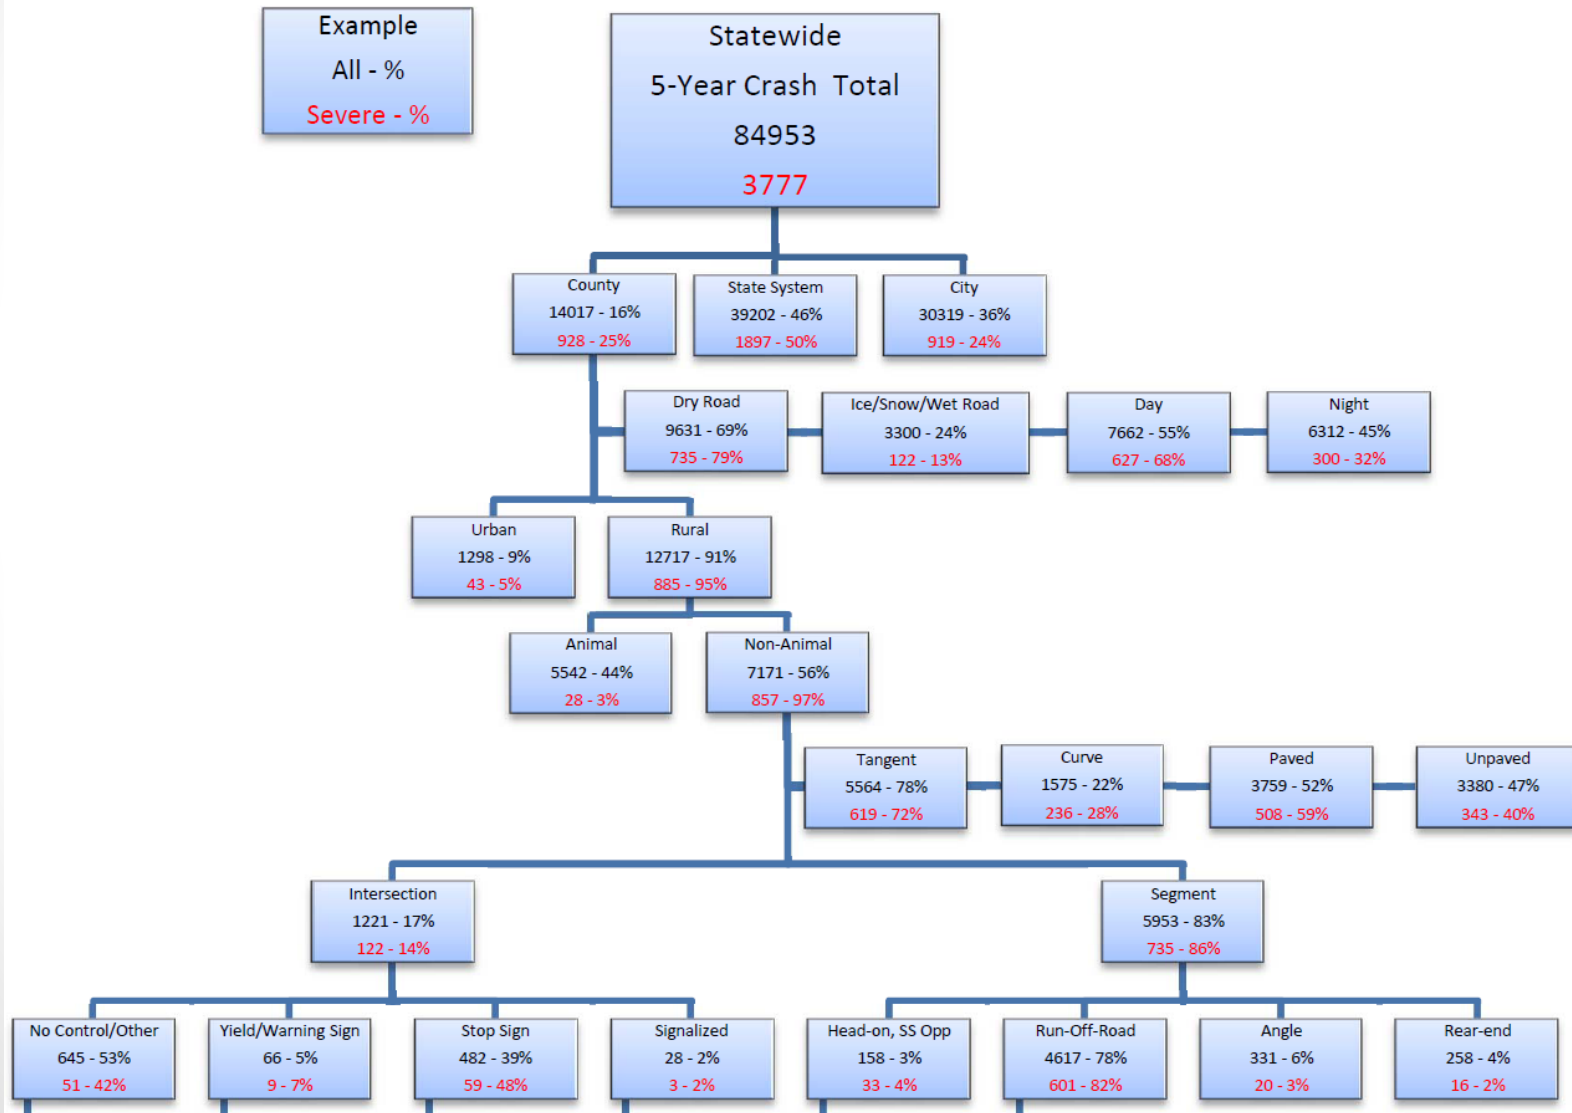 Example
All - %
Severe - %
Statewide
5-Year Crash Total
84953
3777
County
14017 - 16%
928 - 25%
State System
39202 - 46%
1897 - 50%
City
30319 - 36%
919 - 24%
Dry Road
9631 - 69%
735 - 79%
Ice/Snow/Wet Road
3300 - 24%
122 - 13%
Day
7662 - 55%
627 - 68%
Night
6312 - 45%
300 - 32%
Urban
1298 - 9%
43 - 5%
Rural
12717 - 91%
885 - 95%
Animal
5542 - 44%
28 - 3%
Non-Animal
7171 - 56%
857 - 97%
Tangent
5564 - 78%
619 - 72%
Curve
1575 - 22%
236 - 28%
Paved
3759 - 52%
508 - 59%
Unpaved
3380 - 47%
343 - 40%
Intersection
1221 - 17%
122 - 14%
Segment
5953 - 83%
735 - 86%
No Control/Other
645 - 53%
51 - 42%
Yield/Warning Sign
66 - 5%
9 - 7%
Stop Sign
482 - 39%
59 - 48%
Signalized
28 - 2%
3 - 2%
Head-on, SS Opp
158 - 3%
33 - 4%
Run-Off-Road
4617 - 78%
601 - 82%
Angle
331 - 6%
20 - 3%
Rear-end
258 - 4%
16 - 2%